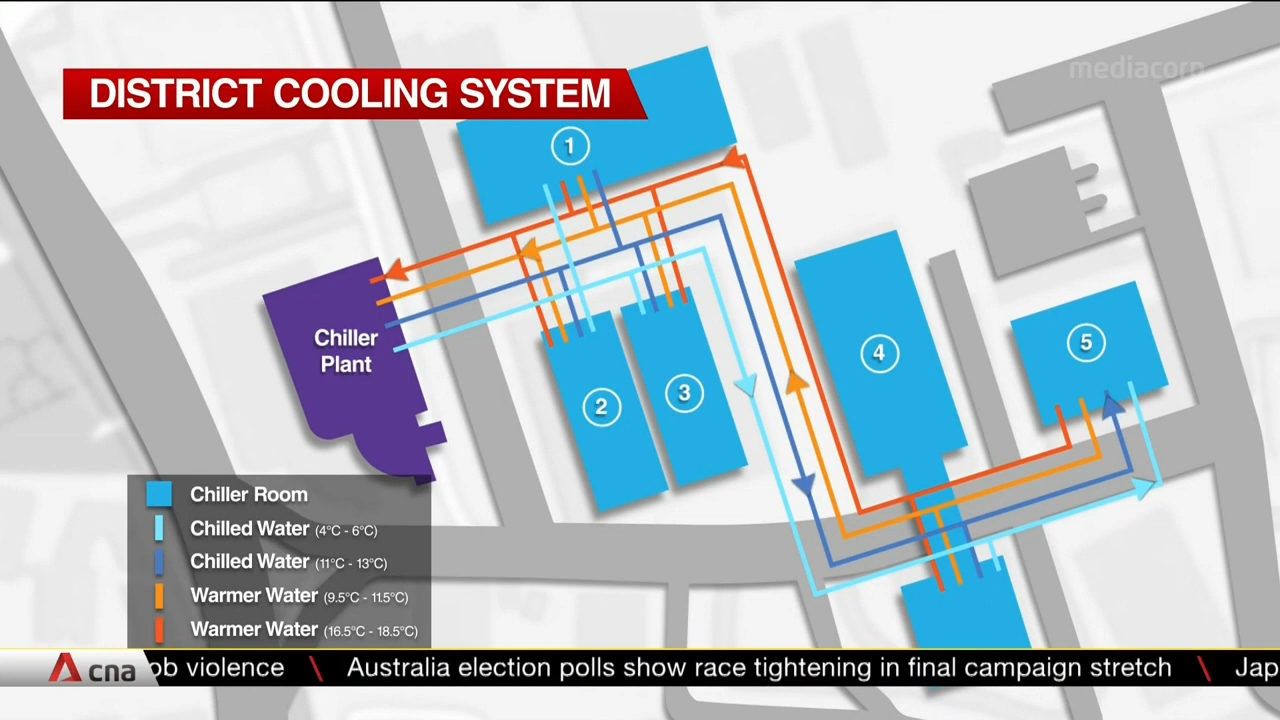 mediacorp
DISTRICT COOLING SYSTEM
1
Chiller
Plant
2
3
4
5
Chiller Room
Chilled Water (4°C - 6°C)
Chilled Water (11°C - 13°C)
Warmer Water (9.5°C - 11.5°C)
Warmer Water (16.5°C - 18.5°C)
cna ob violence \ Australia election polls show race tightening in final campaign stretch \ Jap